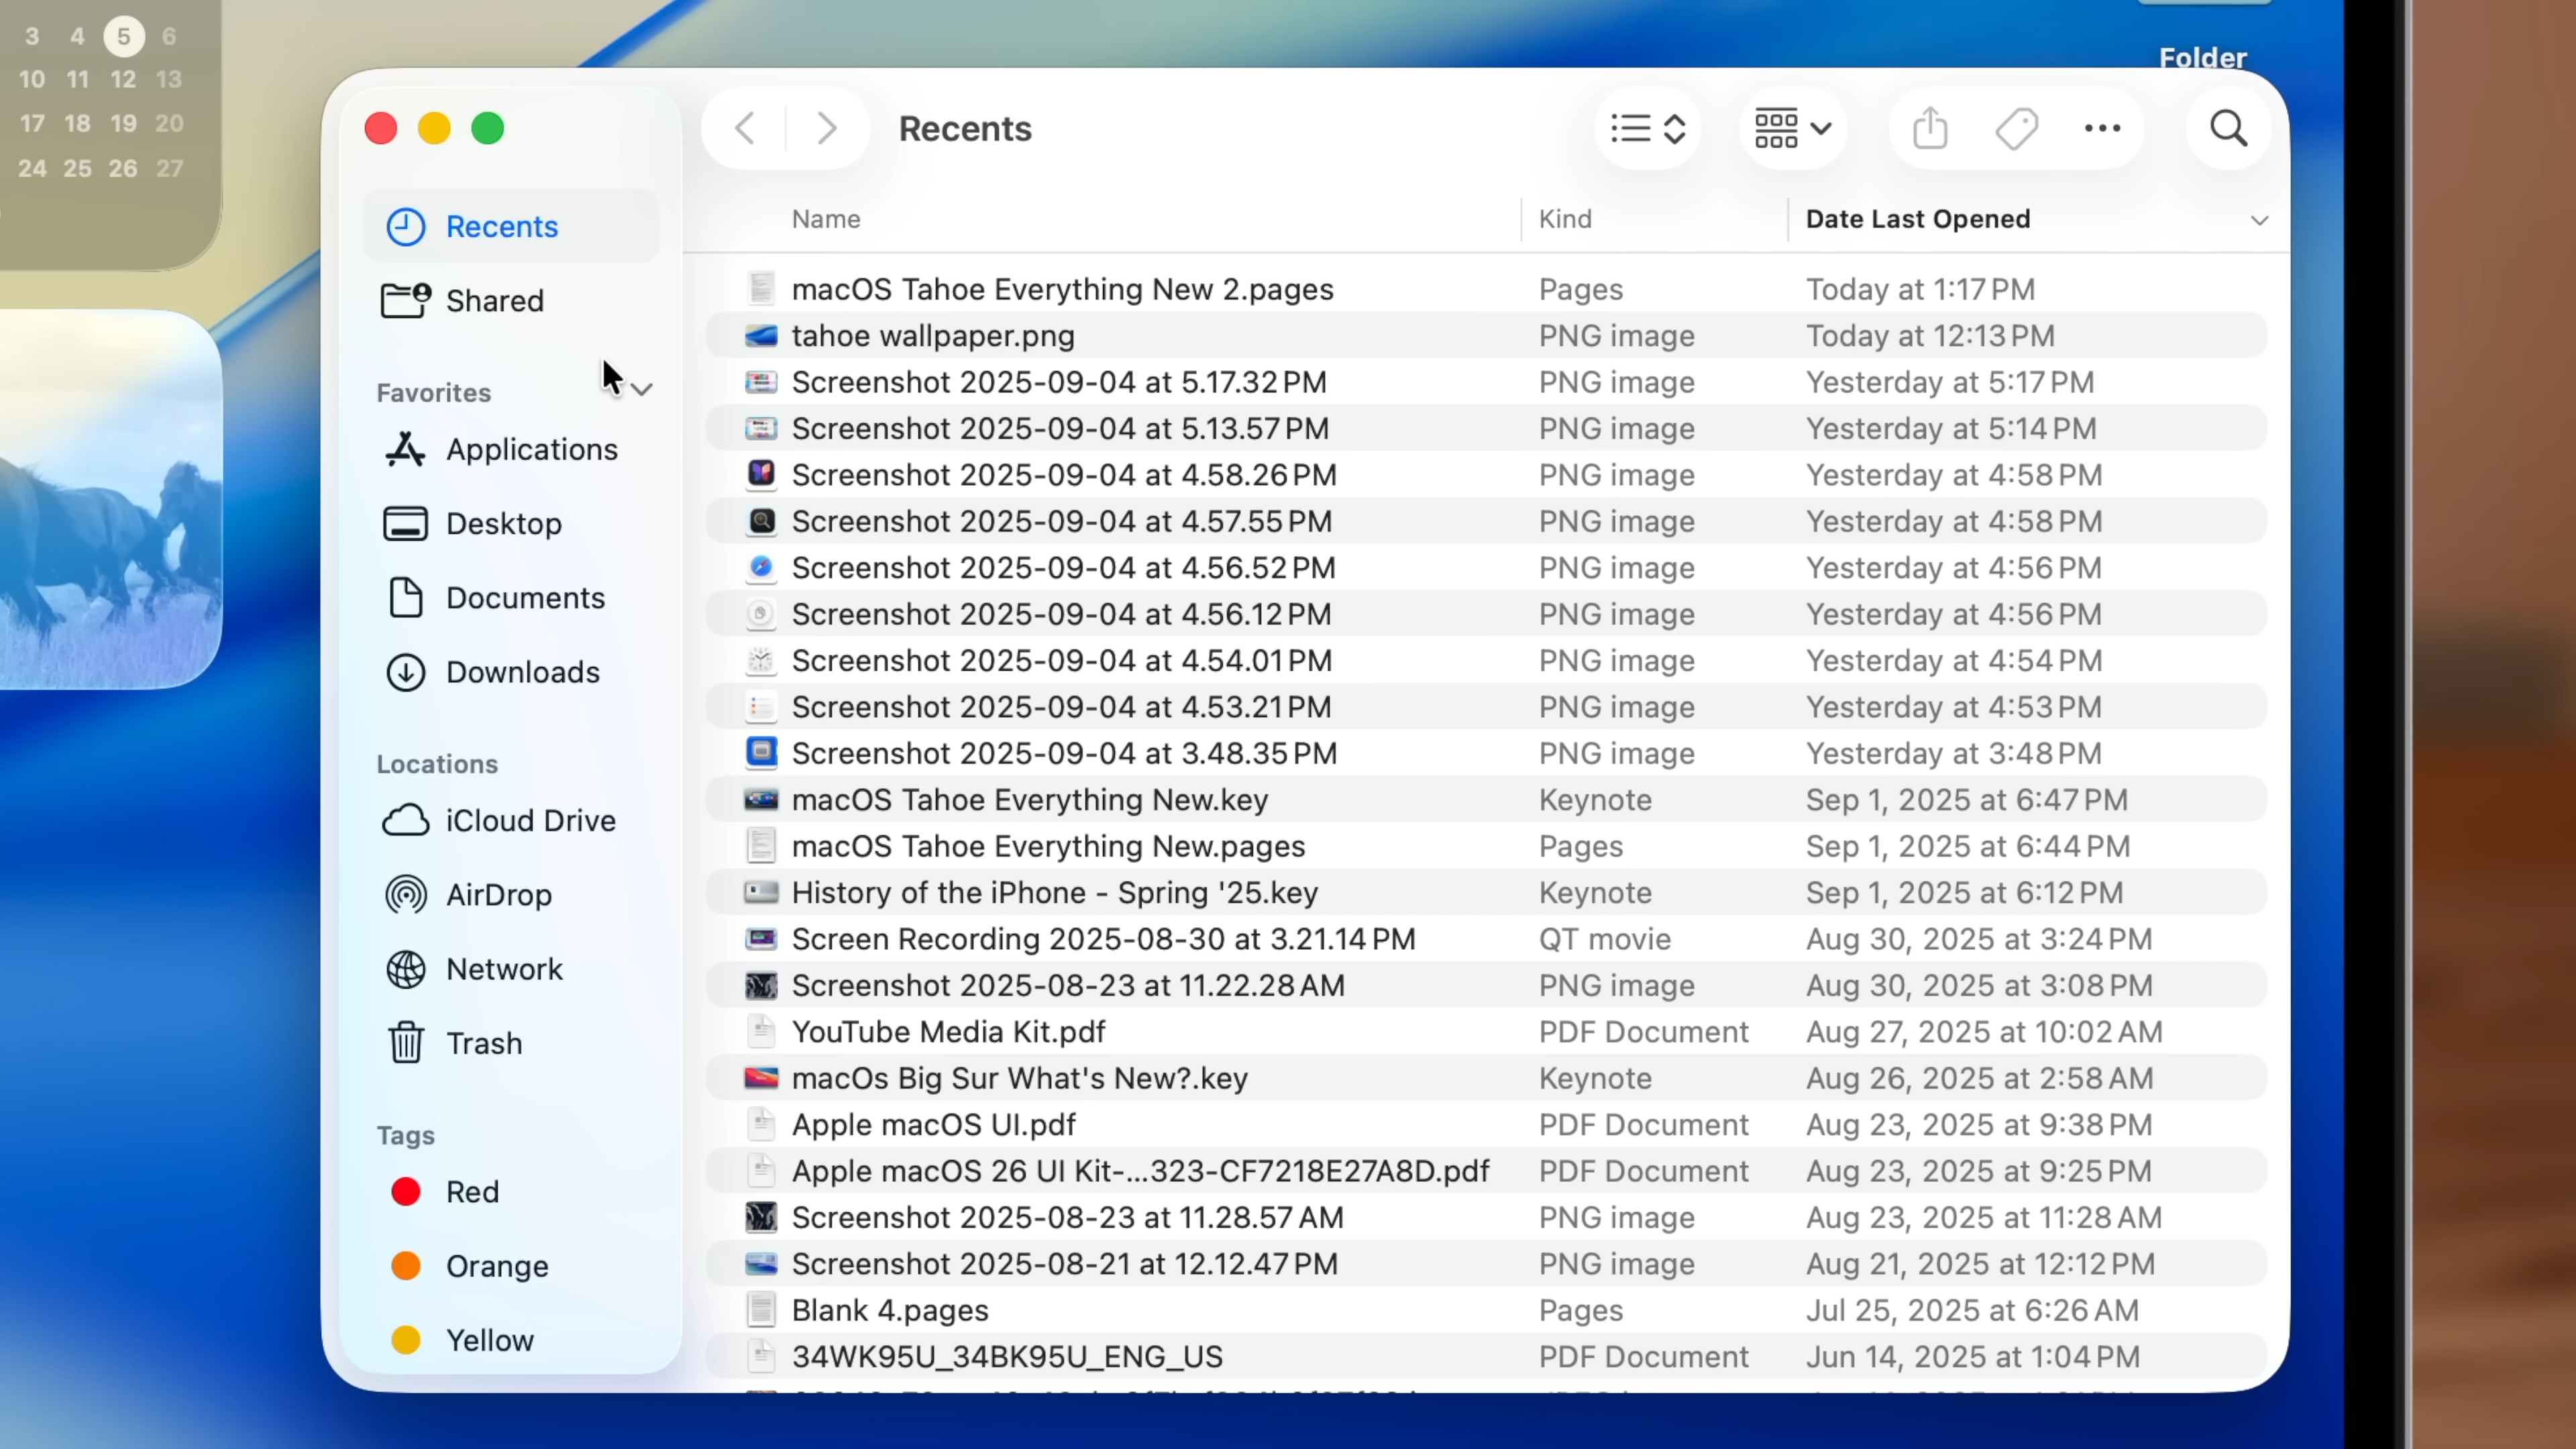 3 4 5 6
10 11 12 13
17 18 19 20
24 25 26 27
Folder
Recents
Shared
Favorites
Applications
Desktop
Documents
Downloads
Locations
iCloud Drive
AirDrop
Network
Trash
Tags
Red
Orange
Yellow
Recents
Name Kind Date Last Opened
macOS Tahoe Everything New 2.pages Pages Today at 1:17 PM
tahoe wallpaper.png PNG image Today at 12:13 PM
Screenshot 2025-09-04 at 5.17.32 PM PNG image Yesterday at 5:17 PM
Screenshot 2025-09-04 at 5.13.57 PM PNG image Yesterday at 5:14 PM
Screenshot 2025-09-04 at 4.58.26 PM PNG image Yesterday at 4:58 PM
Screenshot 2025-09-04 at 4.57.55 PM PNG image Yesterday at 4:58 PM
Screenshot 2025-09-04 at 4.56.52 PM PNG image Yesterday at 4:56 PM
Screenshot 2025-09-04 at 4.56.12 PM PNG image Yesterday at 4:56 PM
Screenshot 2025-09-04 at 4.54.01 PM PNG image Yesterday at 4:54 PM
Screenshot 2025-09-04 at 4.53.21 PM PNG image Yesterday at 4:53 PM
Screenshot 2025-09-04 at 3.48.35 PM PNG image Yesterday at 3:48 PM
macOS Tahoe Everything New.key Keynote Sep 1, 2025 at 6:47 PM
macOS Tahoe Everything New.pages Pages Sep 1, 2025 at 6:44 PM
History of the iPhone - Spring '25.key Keynote Sep 1, 2025 at 6:12 PM
Screen Recording 2025-08-30 at 3.21.14 PM QT movie Aug 30, 2025 at 3:24 PM
Screenshot 2025-08-23 at 11.22.28 AM PNG image Aug 30, 2025 at 3:08 PM
YouTube Media Kit.pdf PDF Document Aug 27, 2025 at 10:02 AM
macOs Big Sur What's New?.key Keynote Aug 26, 2025 at 2:58 AM
Apple macOS UI.pdf PDF Document Aug 23, 2025 at 9:38 PM
Apple macOS 26 UI Kit-...323-CF7218E27A8D.pdf PDF Document Aug 23, 2025 at 9:25 PM
Screenshot 2025-08-23 at 11.28.57 AM PNG image Aug 23, 2025 at 11:28 AM
Screenshot 2025-08-21 at 12.12.47 PM PNG image Aug 21, 2025 at 12:12 PM
Blank 4.pages Pages Jul 25, 2025 at 6:26 AM
34WK95U_34BK95U_ENG_US PDF Document Jun 14, 2025 at 1:04 PM